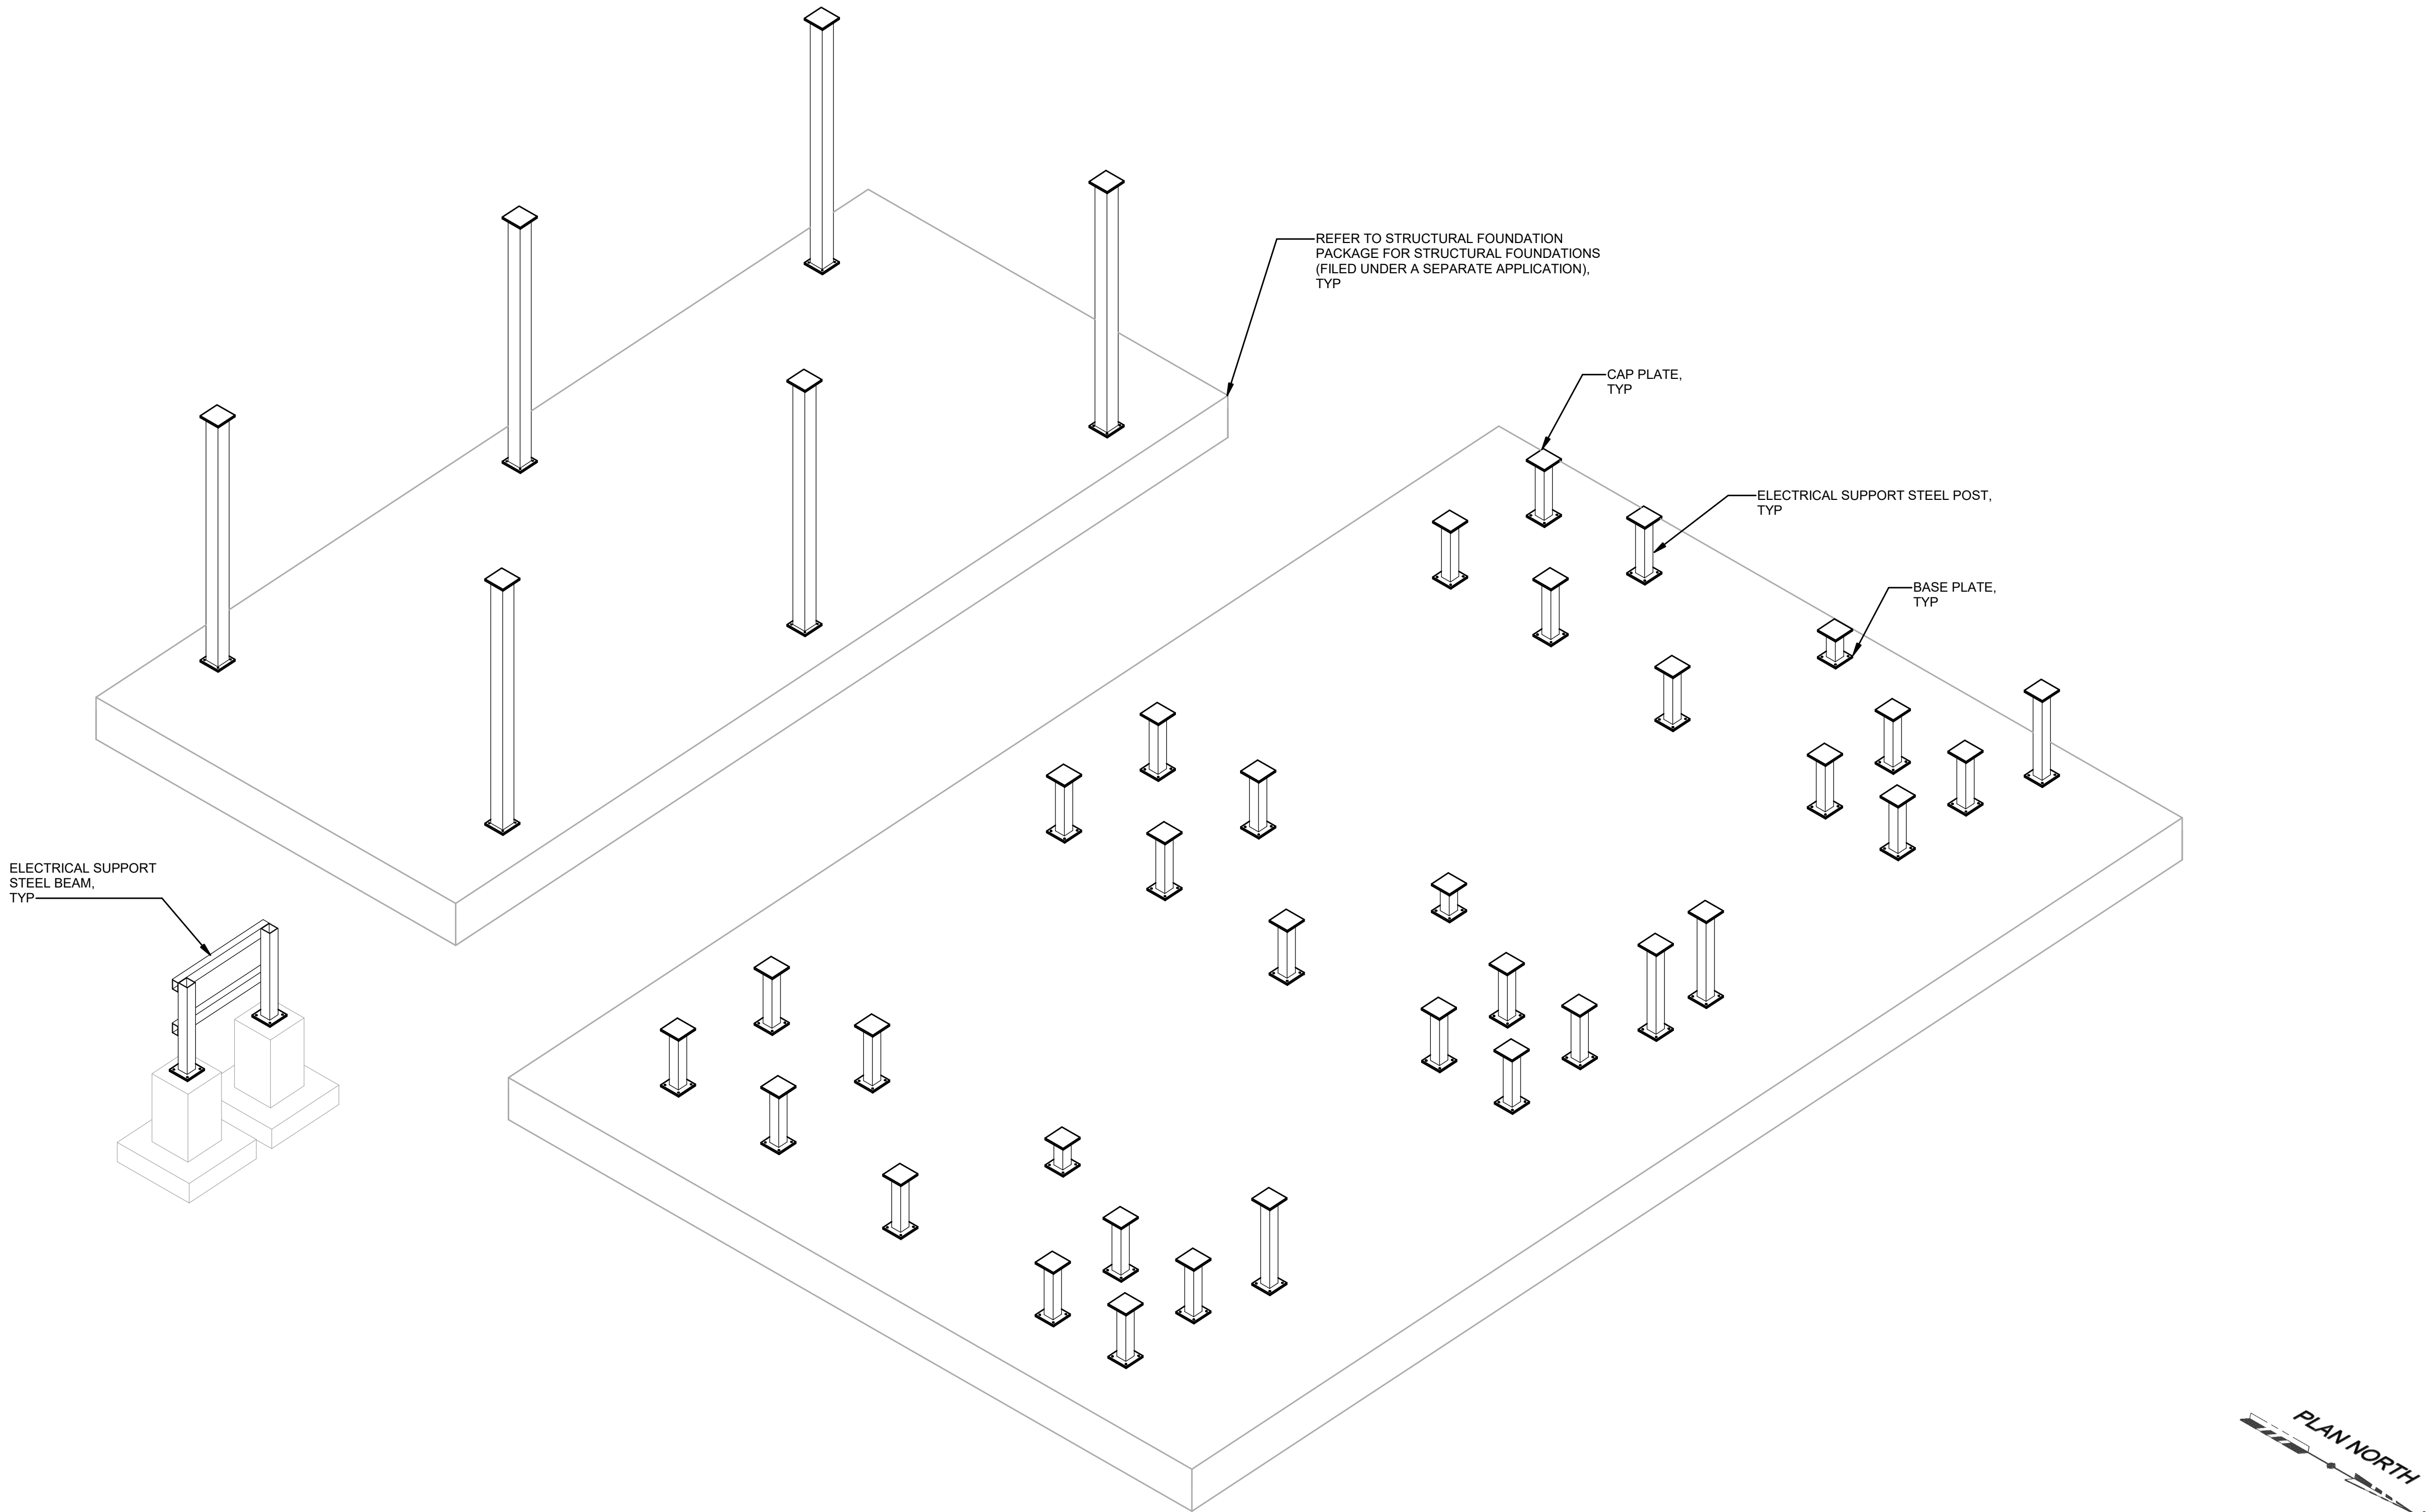 REFER TO STRUCTURAL FOUNDATION
PACKAGE FOR STRUCTURAL FOUNDATIONS
(FILED UNDER A SEPARATE APPLICATION),
TYP
CAP PLATE,
TYP
ELECTRICAL SUPPORT STEEL POST,
TYP
BASE PLATE,
TYP
ELECTRICAL SUPPORT
STEEL BEAM,
TYP
PLAN NORTH